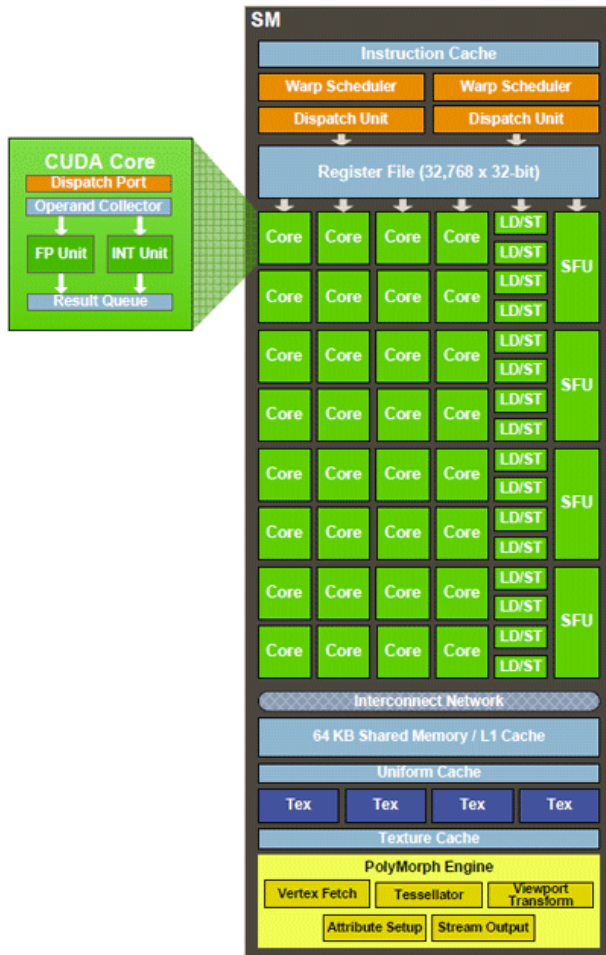 SM
Instruction Cache
Warp Scheduler Warp Scheduler
Dispatch Unit Dispatch Unit
Register File (32,768 x 32-bit)
CUDA Core
Dispatch Port
Operand Collector
FP Unit INT Unit
Result Queue
Core Core Core Core LD/ST SFU
LD/ST
Core Core Core Core LD/ST
LD/ST
Core Core Core Core LD/ST SFU
LD/ST
Core Core Core Core LD/ST
LD/ST
Core Core Core Core LD/ST SFU
LD/ST
Core Core Core Core LD/ST
LD/ST
Core Core Core Core LD/ST SFU
LD/ST
Core Core Core Core LD/ST
LD/ST
Interconnect Network
64 KB Shared Memory / L1 Cache
Uniform Cache
Tex Tex Tex Tex
Texture Cache
PolyMorph Engine
Vertex Fetch Tessellator Viewport
Transform
Attribute Setup Stream Output